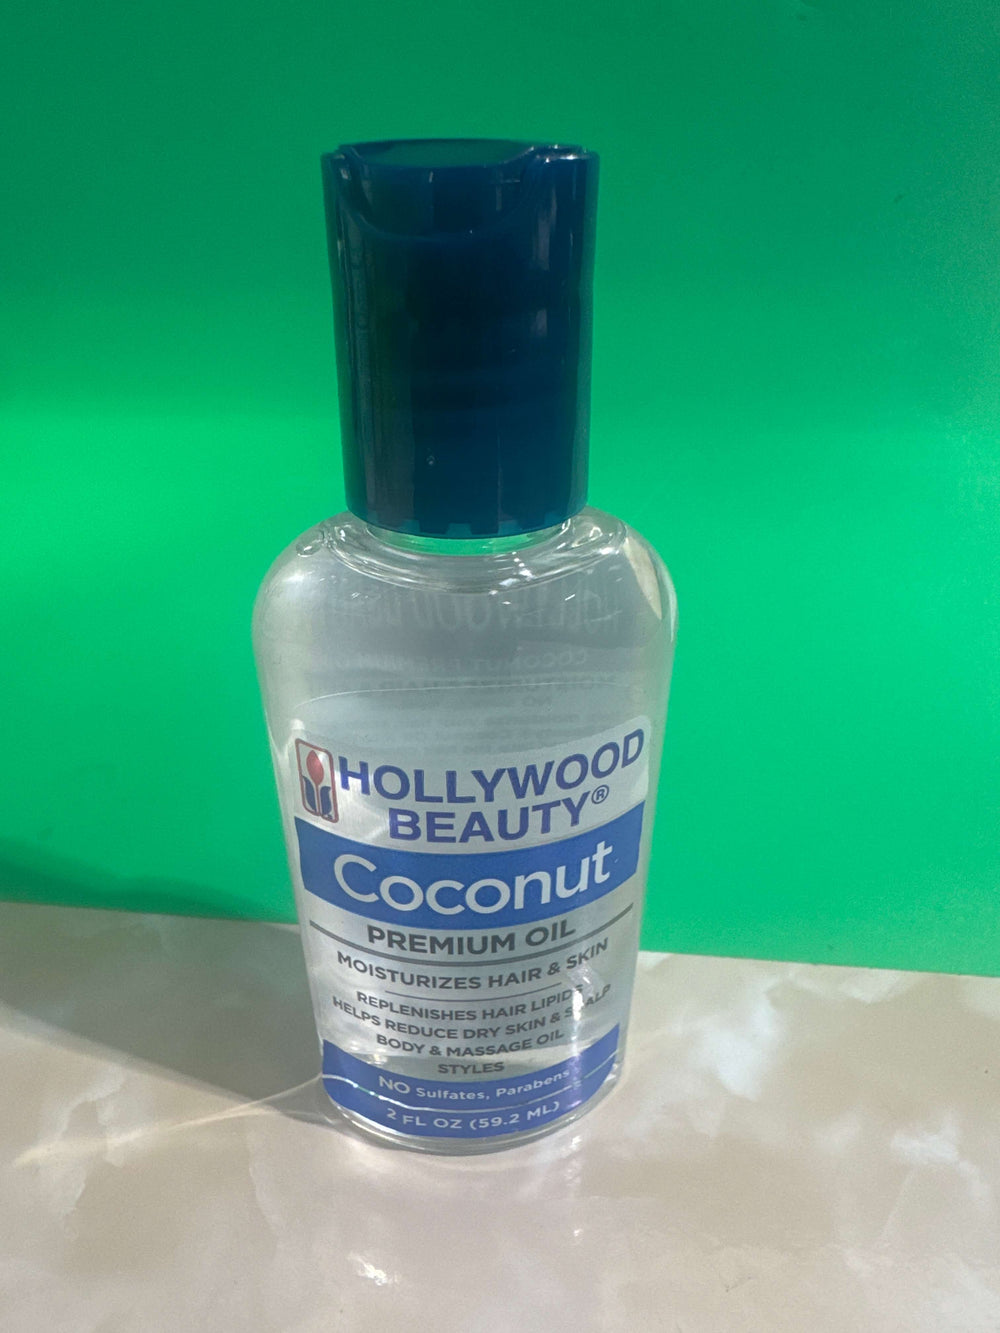 HOLLYWOOD
BEAUTY®
Coconut
PREMIUM OIL
MOISTURIZES HAIR & SKIN
REPLENISHES HAIR LIPIDS
HELPS REDUCE DRY SKIN & SCALP
BODY & MASSAGE OIL
STYLES
NO Sulfates, Parabens
2 FL OZ (59.2 ML)